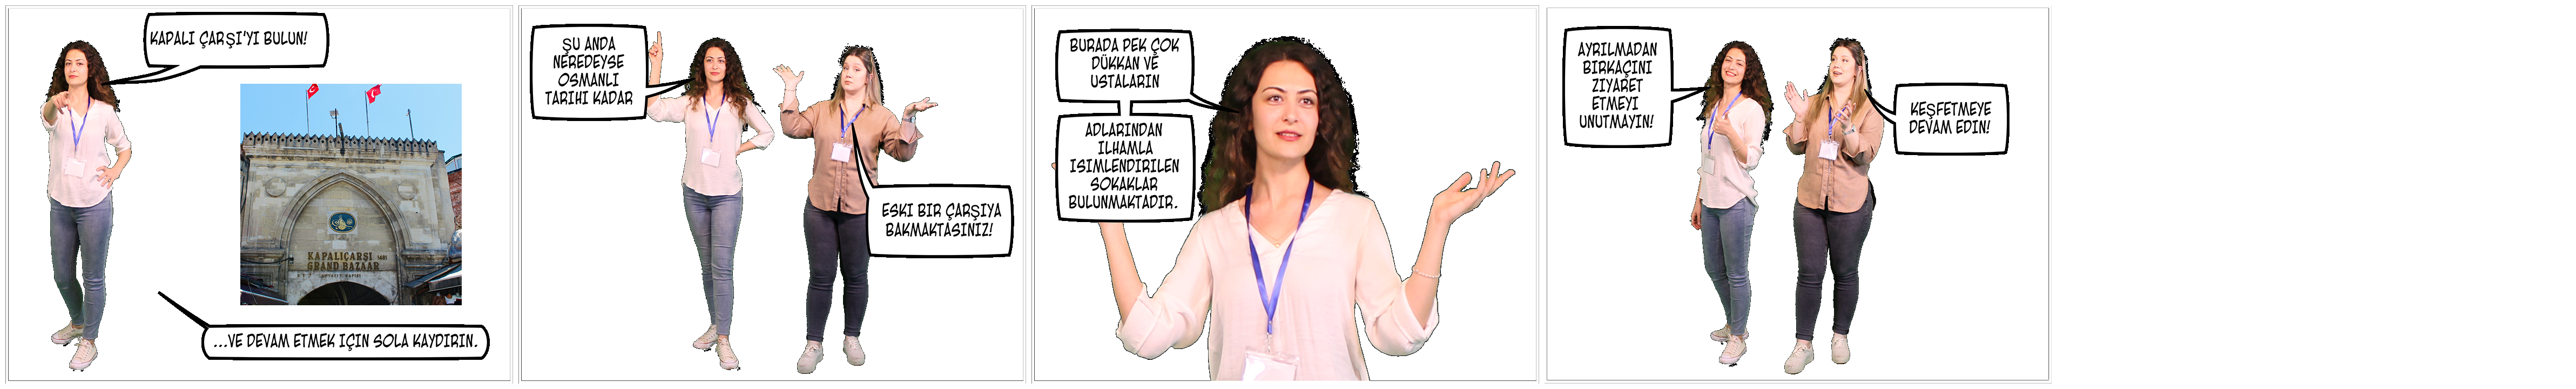 KAPALI ÇARŞI'YI BULUN!
KAPALIÇARŞI 1461
GRAND BAZAAR
...VE DEVAM ETMEK IÇIN SOLA KAYDIRIN.
ŞU ANDA
NEREDEYSE
OSMANLI
TARIHI KADAR
ESKI BIR ÇARŞIYA
BAKMAKTASINIZ!
BURADA PEK ÇOK
DÜKKAN VE
USTALARIN
ADLARINDAN
ILHAMLA
ISIMLENDIRILEN
SOKAKLAR
BULUNMAKTADIR.
AYRILMADAN
BIRKAÇINI
ZIYARET
ETMEYI
UNUTMAYIN!
KEŞFETMEYE
DEVAM EDIN!